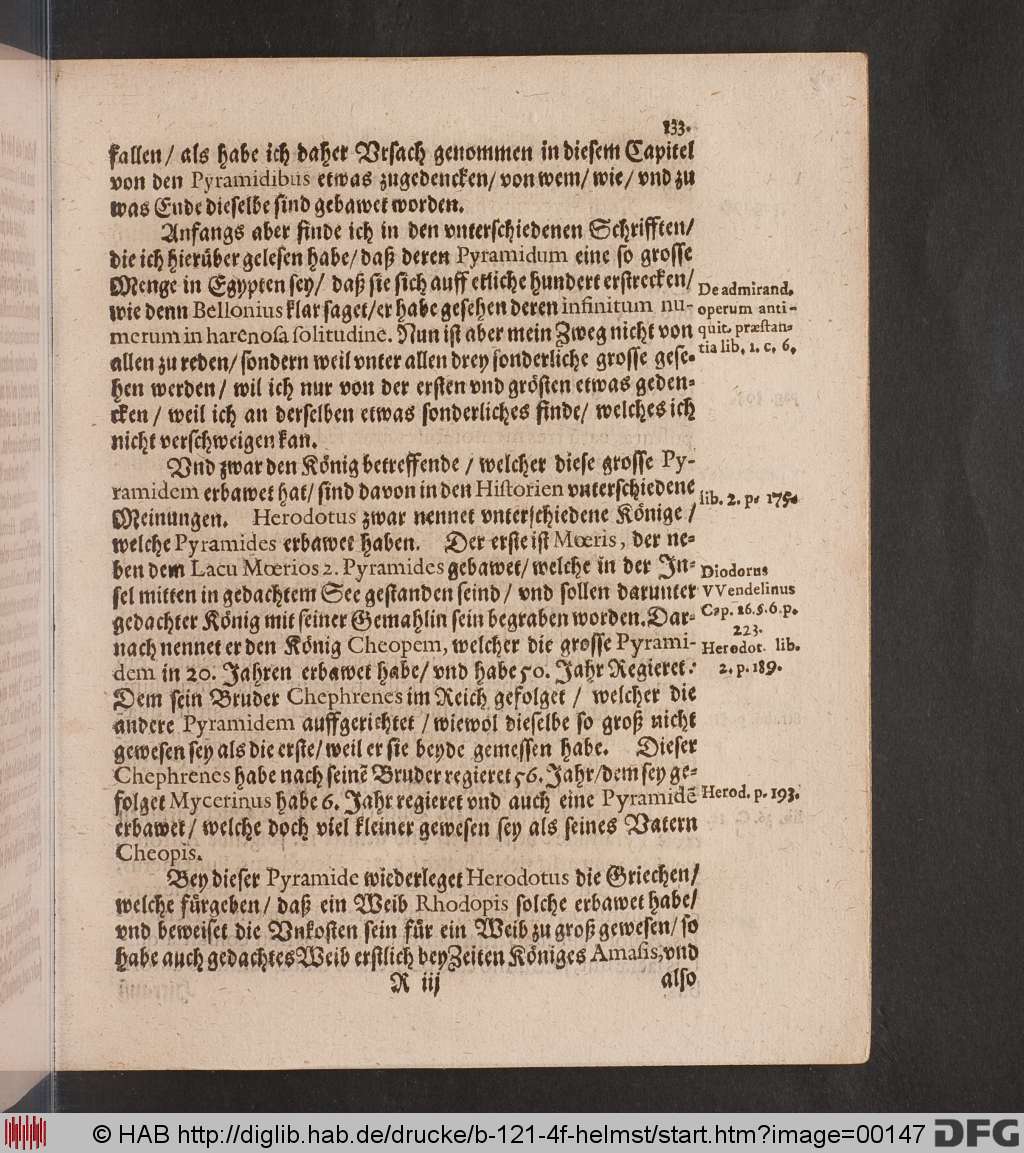 133.
fallen/ als habe ich daher Vrsach genommen in diesem Capitel
von den Pyramidibus etwas zugedencken/ von wem/ wie/ vnd zu
was Ende dieselbe sind gebawet worden.
Anfangs aber finde ich in den vnterschiedenen Schrifften/
die ich hierüber gelesen habe/ daß deren Pyramidum eine so grosse
Menge in Egypten sey/ daß sie sich auff etliche hundert erstrecken/
wie denn Bellonius klar saget/ er habe gesehen deren infinitum nu-
merum in harenosa solitudine. Nun ist aber mein Zweg nicht von
allen zu reden/ sondern weil vnter allen drey sonderliche grosse gese-
hen werden/ wil ich nur von der ersten vnd grösten etwas geden-
cken/ weil ich an derselben etwas sonderliches finde/ welches ich
nicht verschweigen kan.
De admirand.
operum anti-
quit. præstan-
tia lib. 1. c. 6.
Vnd zwar den König betreffende/ welcher diese grosse Py-
ramidem erbawet hat/ sind davon in den Historien vnterschiedene
Meinungen. Herodotus zwar nennet vnterschiedene Könige/
welche Pyramides erbawet haben. Der erste ist Mœris, der ne-
ben dem Lacu Mœrios 2. Pyramides gebawet/ welche in der In-
sel mitten in gedachtem See gestanden seind/ vnd sollen darunter
gedachter König mit seiner Gemahlin sein begraben worden. Dar-
nach nennet er den König Cheopem, welcher die grosse Pyrami-
dem in 20. Jahren erbawet habe/ vnd habe 50. Jahr Regieret:
Dem sein Bruder Chephrenes im Reich gefolget/ welcher die
andere Pyramidem auffgerichtet/ wiewol dieselbe so groß nicht
gewesen sey als die erste/ weil er sie beyde gemessen habe. Dieser
Chephrenes habe nach seinẽ Bruder regieret 56. Jahr/ dem sey ge-
folget Mycerinus habe 6. Jahr regieret vnd auch eine Pyramidẽ
erbawet/ welche doch viel kleiner gewesen sey als seines Vatern
Cheopis.
lib. 2. p. 175.
Diodorus
VVendelinus
Cap. 16. 5. 6. p.
223.
Herodot. lib.
2. p. 189.
Herod. p. 193.
Bey dieser Pyramide wiederleget Herodotus die Griechen/
welche fürgeben/ daß ein Weib Rhodopis solche erbawet habe/
vnd beweiset die Vnkosten sein für ein Weib zu groß gewesen/ so
habe auch gedachtes Weib erstlich bey Zeiten Königes Amasis, vnd
R iij
also
© HAB http://diglib.hab.de/drucke/b-121-4f-helmst/start.htm?image=00147
DFG